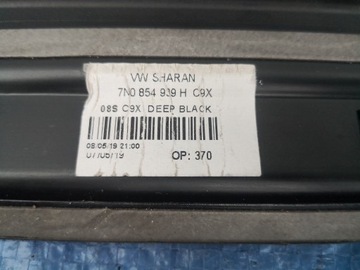 VW SHARAN
7N0 854 939 H C9X
08S C9X DEEP BLACK
08/05/19 21:00
07/05/19
OP: 370